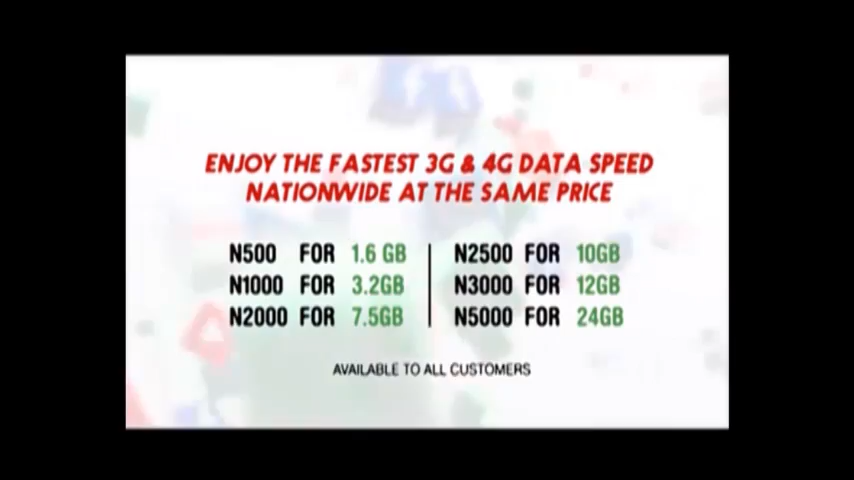 ENJOY THE FASTEST 3G & 4G DATA SPEED
NATIONWIDE AT THE SAME PRICE
N500 FOR 1.6 GB
N1000 FOR 3.2GB
N2000 FOR 7.5GB
N2500 FOR 10GB
N3000 FOR 12GB
N5000 FOR 24GB
AVAILABLE TO ALL CUSTOMERS